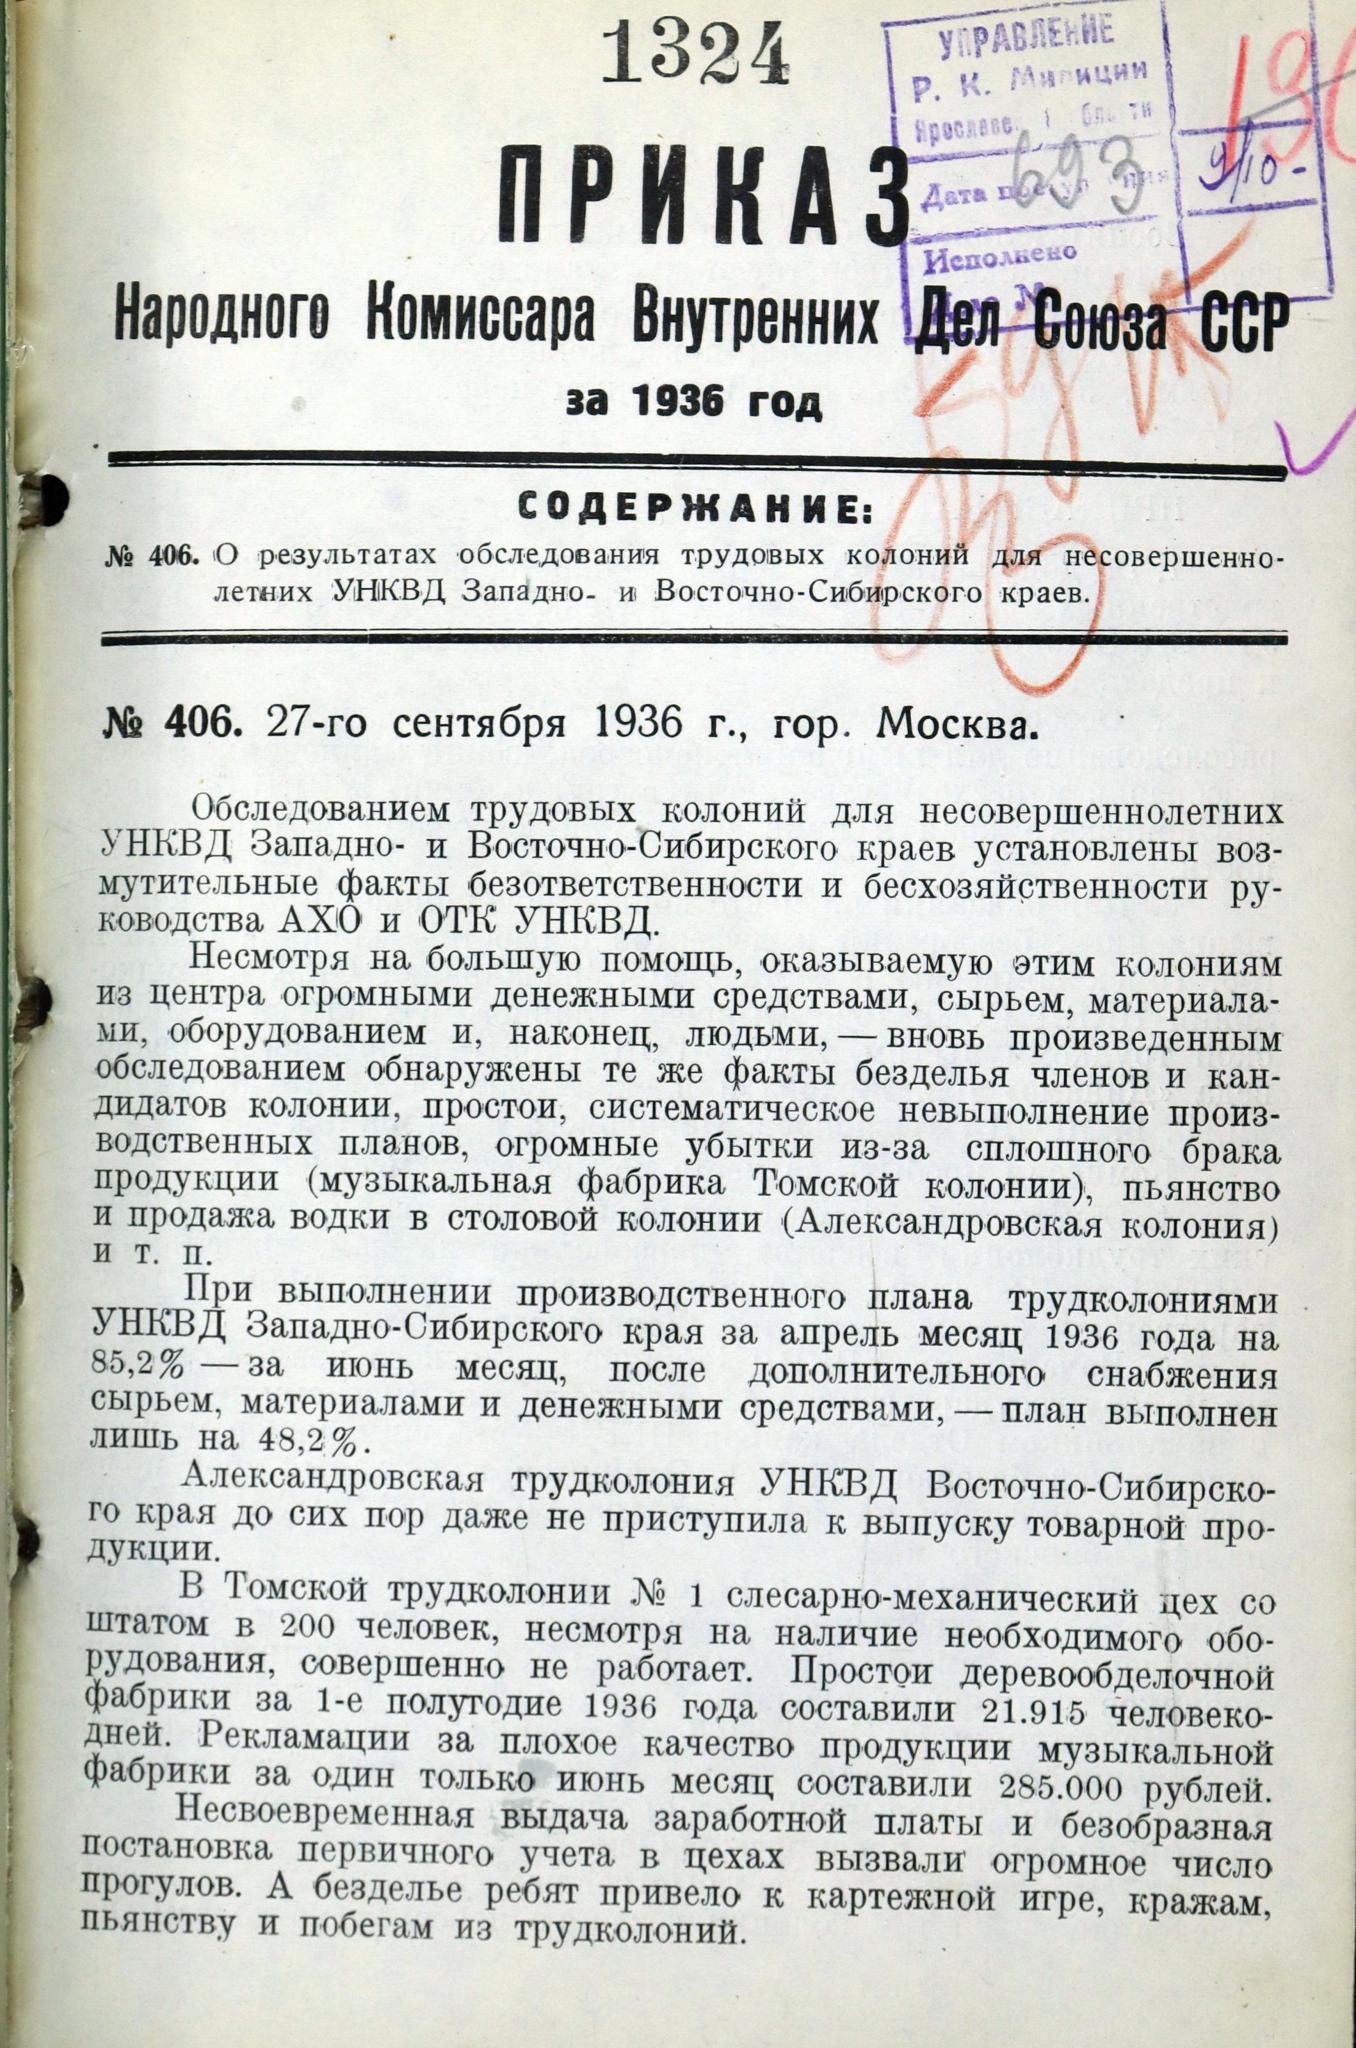 1324
УПРАВЛЕНИЕ
Р. К. Милиции
693
9/10 -
Исполнено
ПРИКАЗ
Народного Комиссара Внутренних Дел Союза ССР
за 1936 год
СОДЕРЖАНИЕ:
№ 406. О результатах обследования трудовых колоний для несовершенно-
летних УНКВД Западно- и Восточно-Сибирского краев.
№ 406. 27-го сентября 1936 г., гор. Москва.
Обследованием трудовых колоний для несовершеннолетних
УНКВД Западно- и Восточно-Сибирского краев установлены воз-
мутительные факты безответственности и бесхозяйственности ру-
ководства АХО и ОТК УНКВД.
Несмотря на большую помощь, оказываемую этим колониям
из центра огромными денежными средствами, сырьем, материала-
ми, оборудованием и, наконец, людьми, — вновь произведенным
обследованием обнаружены те же факты безделья членов и кан-
дидатов колонии, простои, систематическое невыполнение произ-
водственных планов, огромные убытки из-за сплошного брака
продукции (музыкальная фабрика Томской колонии), пьянство
и продажа водки в столовой колонии (Александровская колония)
и т. п.
При выполнении производственного плана трудколониями
УНКВД Западно-Сибирского края за апрель месяц 1936 года на
85,2% — за июнь месяц, после дополнительного снабжения
сырьем, материалами и денежными средствами, — план выполнен
лишь на 48,2%.
Александровская трудколония УНКВД Восточно-Сибирско-
го края до сих пор даже не приступила к выпуску товарной про-
дукции.
В Томской трудколонии № 1 слесарно-механический цех со
штатом в 200 человек, несмотря на наличие необходимого обо-
рудования, совершенно не работает. Простои деревообделочной
фабрики за 1-е полугодие 1936 года составили 21.915 человеко-
дней. Рекламации за плохое качество продукции музыкальной
фабрики за один только июнь месяц составили 285.000 рублей.
Несвоевременная выдача заработной платы и безобразная
постановка первичного учета в цехах вызвали огромное число
прогулов. А безделье ребят привело к картежной игре, кражам,
пьянству и побегам из трудколоний.